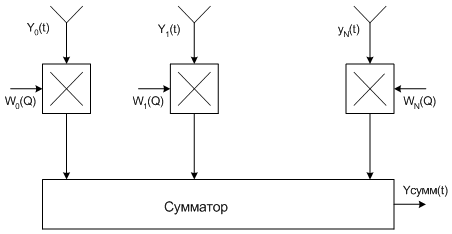 Y0(t) Y1(t) yN(t)
W0(Q) W1(Q) WN(Q)
Yсумм(t)
Сумматор